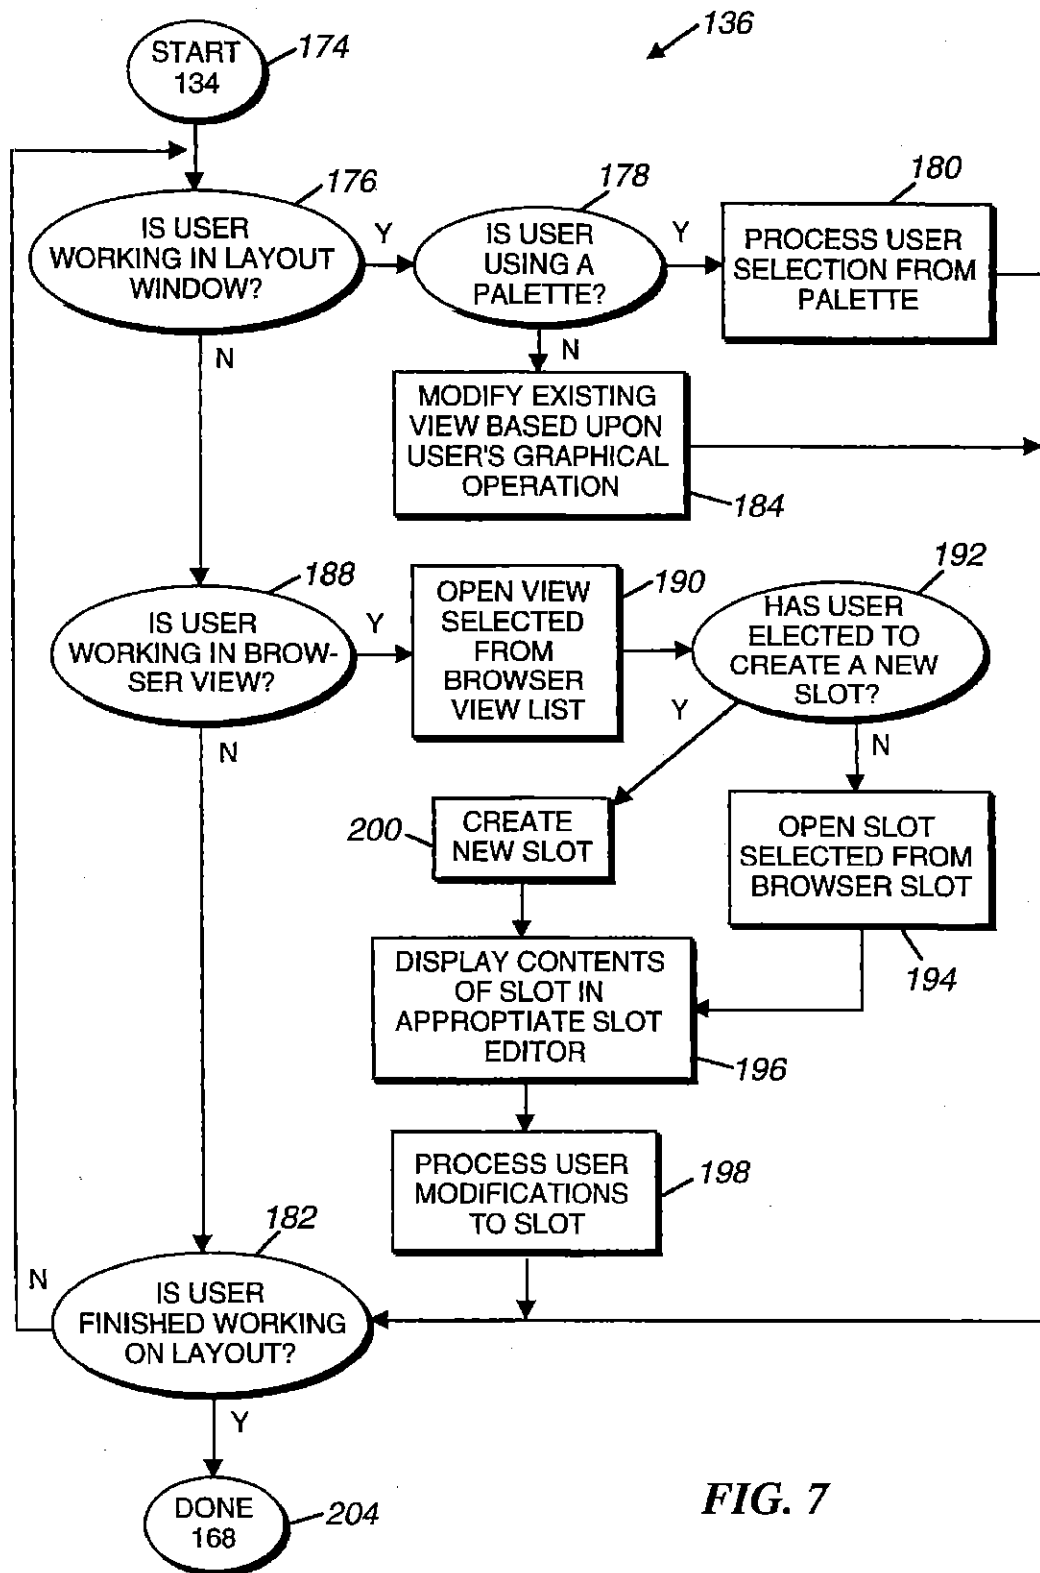 136
START
134
174
176
IS USER
WORKING IN LAYOUT
WINDOW?
Y
N
178
IS USER
USING A
PALETTE?
Y
N
180
PROCESS USER
SELECTION FROM
PALETTE
MODIFY EXISTING
VIEW BASED UPON
USER'S GRAPHICAL
OPERATION
184
188
IS USER
WORKING IN BROW-
SER VIEW?
Y
N
190
OPEN VIEW
SELECTED
FROM
BROWSER
VIEW LIST
192
HAS USER
ELECTED TO
CREATE A NEW
SLOT?
Y
N
200
CREATE
NEW SLOT
OPEN SLOT
SELECTED FROM
BROWSER SLOT
194
DISPLAY CONTENTS
OF SLOT IN
APPROPTIATE SLOT
EDITOR
196
PROCESS USER
MODIFICATIONS
TO SLOT
198
182
IS USER
FINISHED WORKING
ON LAYOUT?
N
Y
DONE
168
204
FIG. 7